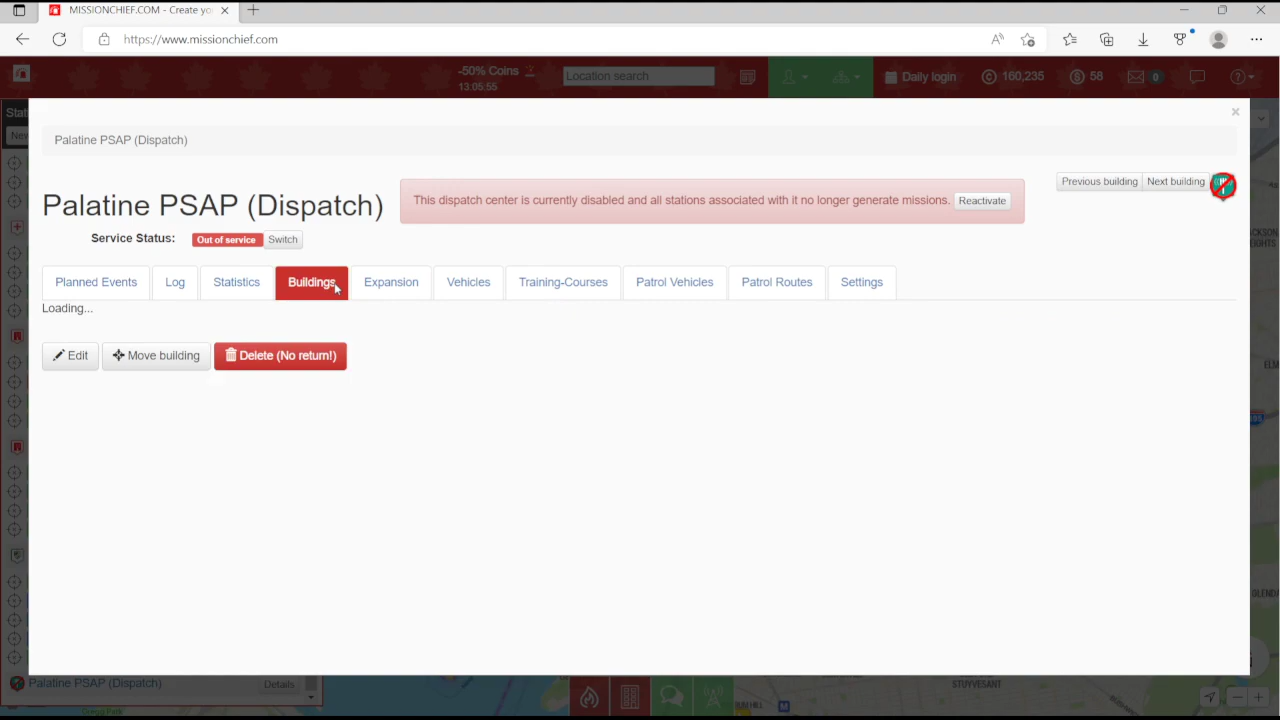 MISSIONCHIEF.COM - Create yo
https://www.missionchief.com
-50% Coins
13:05:55
Location search
Daily login
160,235
58
0
Stati
New
Palatine PSAP (Dispatch)
Palatine PSAP (Dispatch)
This dispatch center is currently disabled and all stations associated with it no longer generate missions.
Reactivate
Previous building
Next building
Service Status:
Out of service
Switch
Planned Events
Log
Statistics
Buildings
Expansion
Vehicles
Training-Courses
Patrol Vehicles
Patrol Routes
Settings
Loading...
Edit
Move building
Delete (No return!)
Palatine PSAP (Dispatch)
Details
STUYVESANT